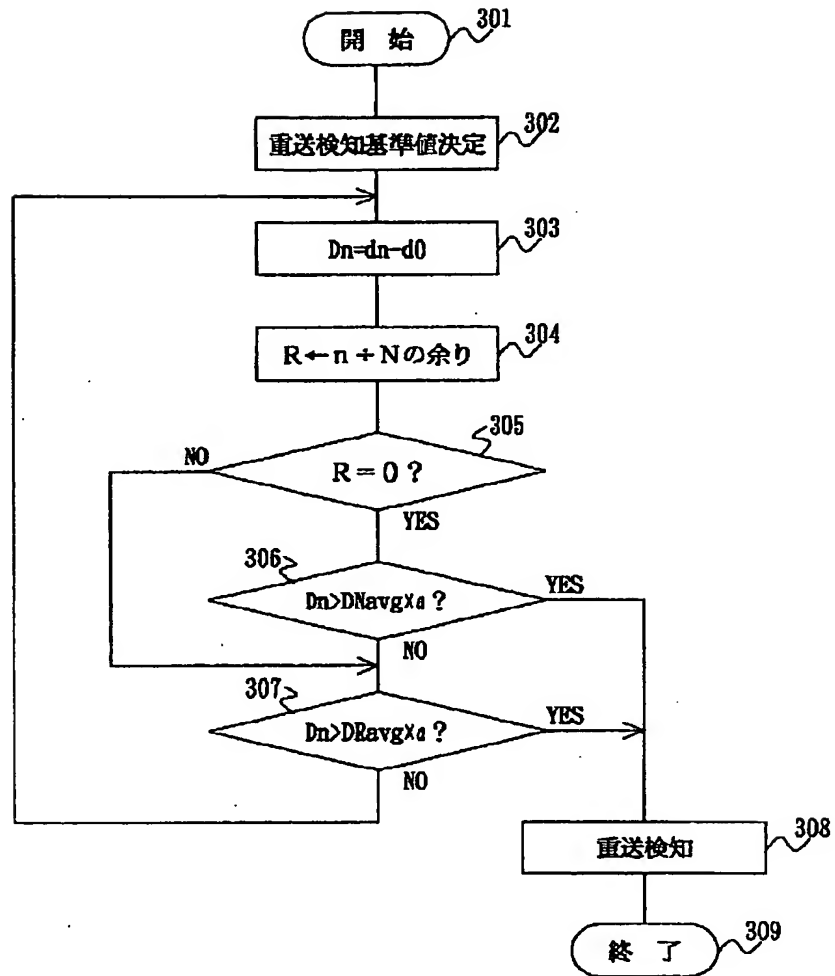 開 始
301
重送検知基準値決定
302
Dn=dn-d0
303
R←n÷Nの余り
304
R=0?
305
NO
YES
306
Dn>DNavg×α?
YES
NO
307
Dn>DRavg×α?
YES
NO
重送検知
308
終 了
309